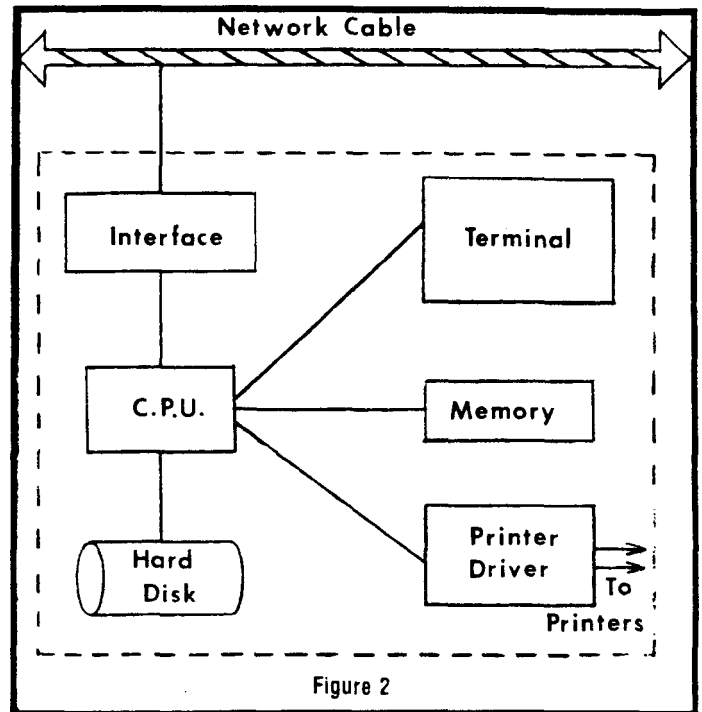 Network Cable
Interface
Terminal
C.P.U.
Memory
Hard
Disk
Printer
Driver
To
Printers
Figure 2